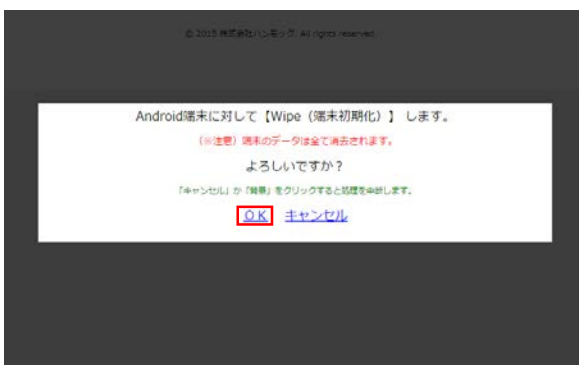 © 2015 株式会社ハンモック. All rights reserved.
Android端末に対して【Wipe（端末初期化）】 します。
（※注意）端末のデータは全て消去されます。
よろしいですか？
「キャンセル」か「背景」をクリックすると処理を中断します。
OK キャンセル